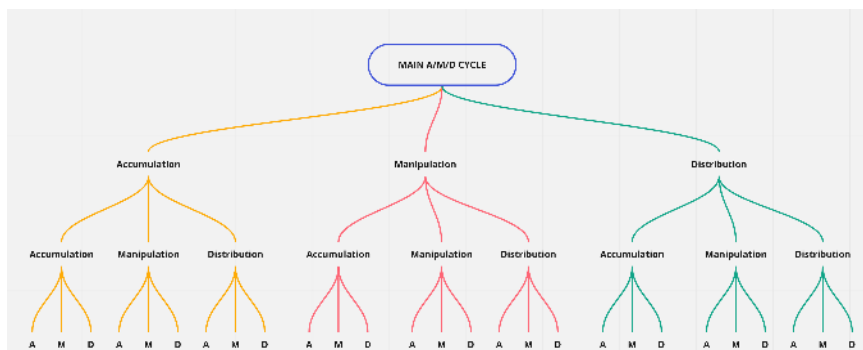 MAIN A/M/D CYCLE
Accumulation Manipulation Distribution
Accumulation Manipulation Distribution Accumulation Manipulation Distribution Accumulation Manipulation Distribution
A M D A M D A M D A M D A M D A M D A M D A M D A M D